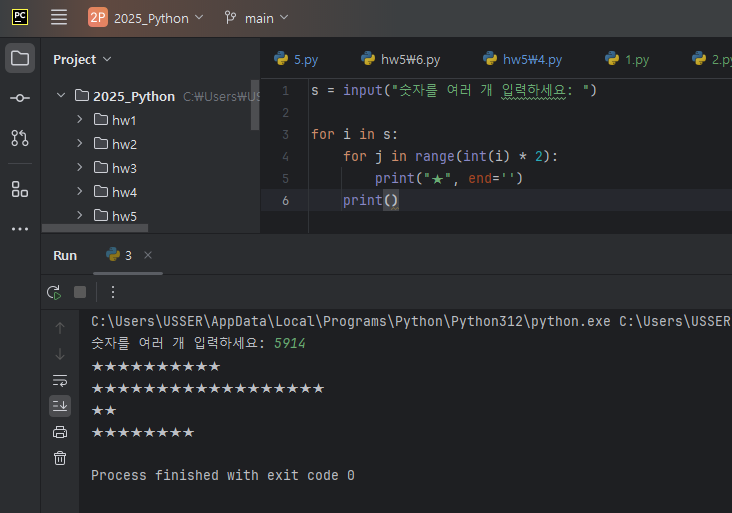 PC 2P 2025_Python main
Project
5.py hw5₩6.py hw5₩4.py 1.py 2.py
2025_Python C:₩Users₩US
hw1
hw2
hw3
hw4
hw5
1 s = input("숫자를 여러 개 입력하세요: ")
2
3 for i in s:
4 for j in range(int(i) * 2):
5 print("★", end='')
6 print()
Run 3
C:\Users\USSER\AppData\Local\Programs\Python\Python312\python.exe C:\Users\USSER
숫자를 여러 개 입력하세요: 5914
★★★★★★★★★★
★★★★★★★★★★★★★★★★★★
★★
★★★★★★★★
Process finished with exit code 0